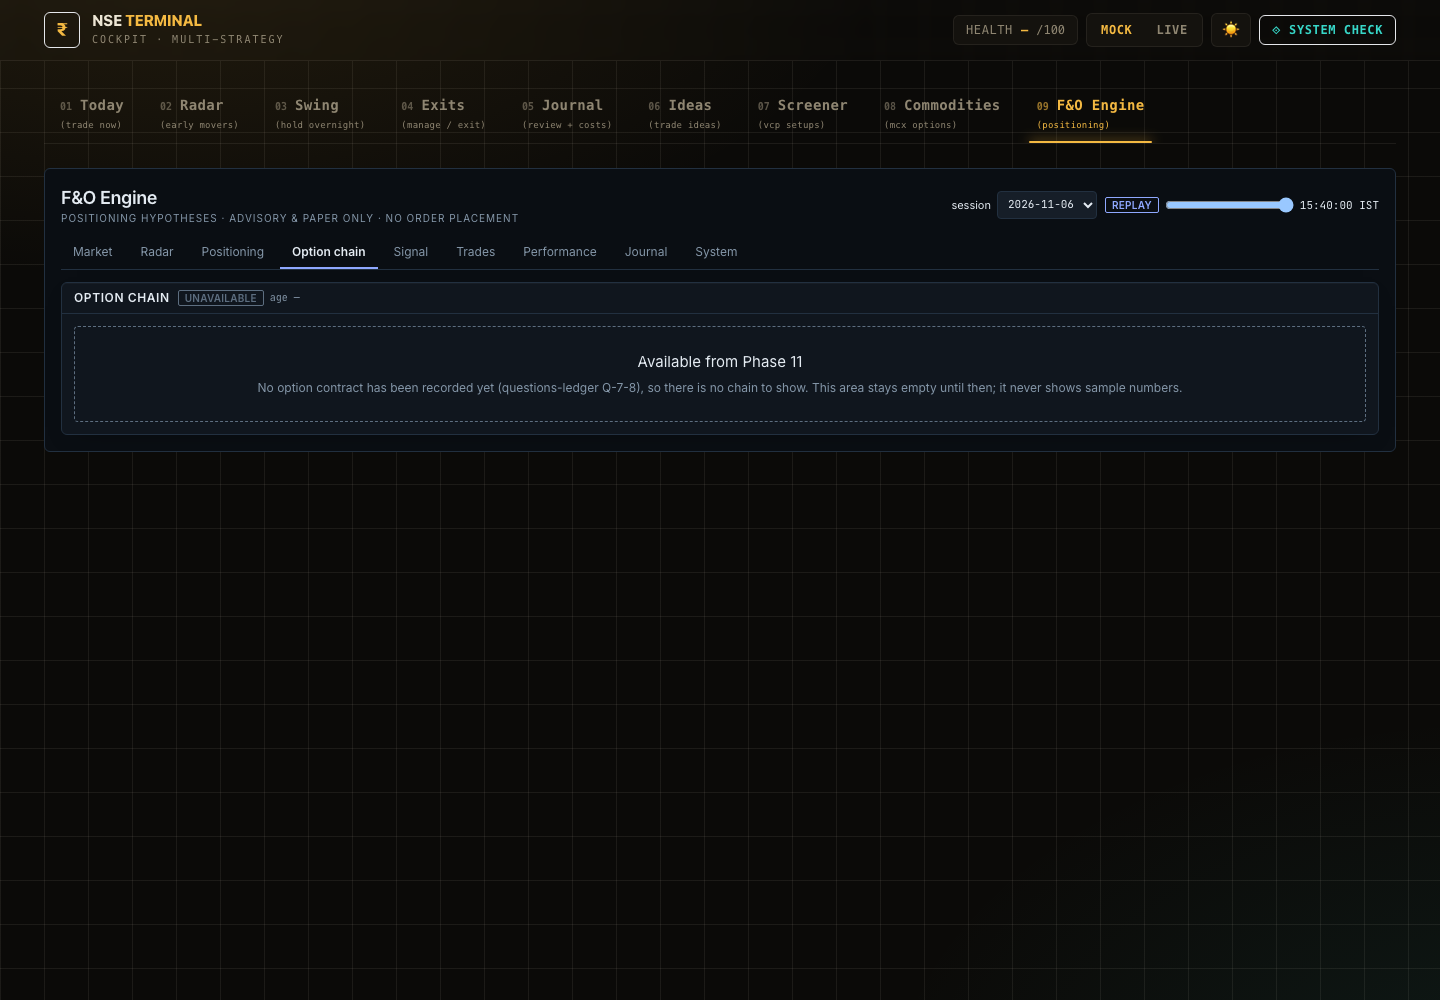 ₹
NSE TERMINAL
COCKPIT · MULTI-STRATEGY
HEALTH — /100
MOCK LIVE
SYSTEM CHECK
01 Today
(trade now)
02 Radar
(early movers)
03 Swing
(hold overnight)
04 Exits
(manage / exit)
05 Journal
(review + costs)
06 Ideas
(trade ideas)
07 Screener
(vcp setups)
08 Commodities
(mcx options)
09 F&O Engine
(positioning)
F&O Engine
POSITIONING HYPOTHESES · ADVISORY & PAPER ONLY · NO ORDER PLACEMENT
session 2026-11-06 REPLAY 15:40:00 IST
Market Radar Positioning Option chain Signal Trades Performance Journal System
OPTION CHAIN UNAVAILABLE age —
Available from Phase 11
No option contract has been recorded yet (questions-ledger Q-7-8), so there is no chain to show. This area stays empty until then; it never shows sample numbers.